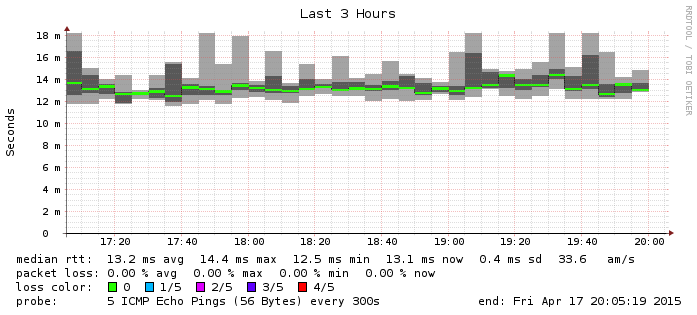 Last 3 Hours
RRDTOOL / TOBI OETIKER
Seconds
18 m
16 m
14 m
12 m
10 m
8 m
6 m
4 m
2 m
0
17:20 17:40 18:00 18:20 18:40 19:00 19:20 19:40 20:00
median rtt: 13.2 ms avg 14.4 ms max 12.5 ms min 13.1 ms now 0.4 ms sd 33.6 am/s
packet loss: 0.00 % avg 0.00 % max 0.00 % min 0.00 % now
loss color: 0 1/5 2/5 3/5 4/5
probe: 5 ICMP Echo Pings (56 Bytes) every 300s end: Fri Apr 17 20:05:19 2015